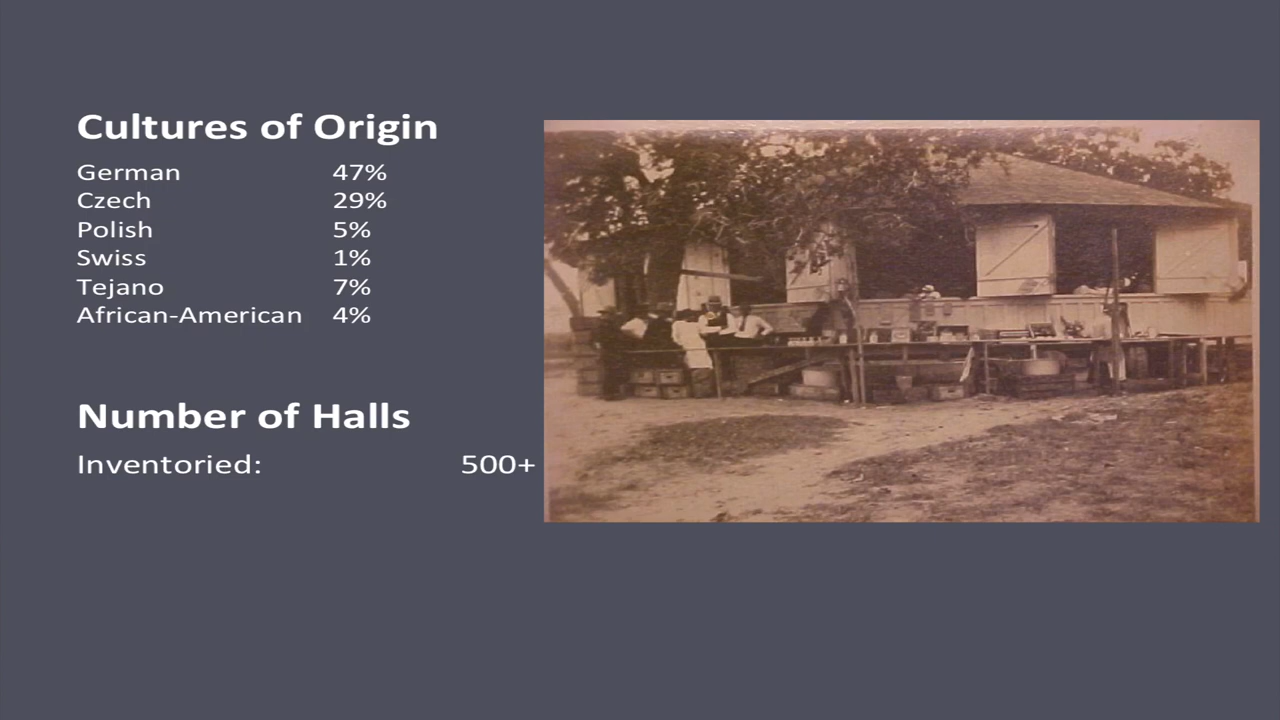 Cultures of Origin
German 47%
Czech 29%
Polish 5%
Swiss 1%
Tejano 7%
African-American 4%
Number of Halls
Inventoried: 500+